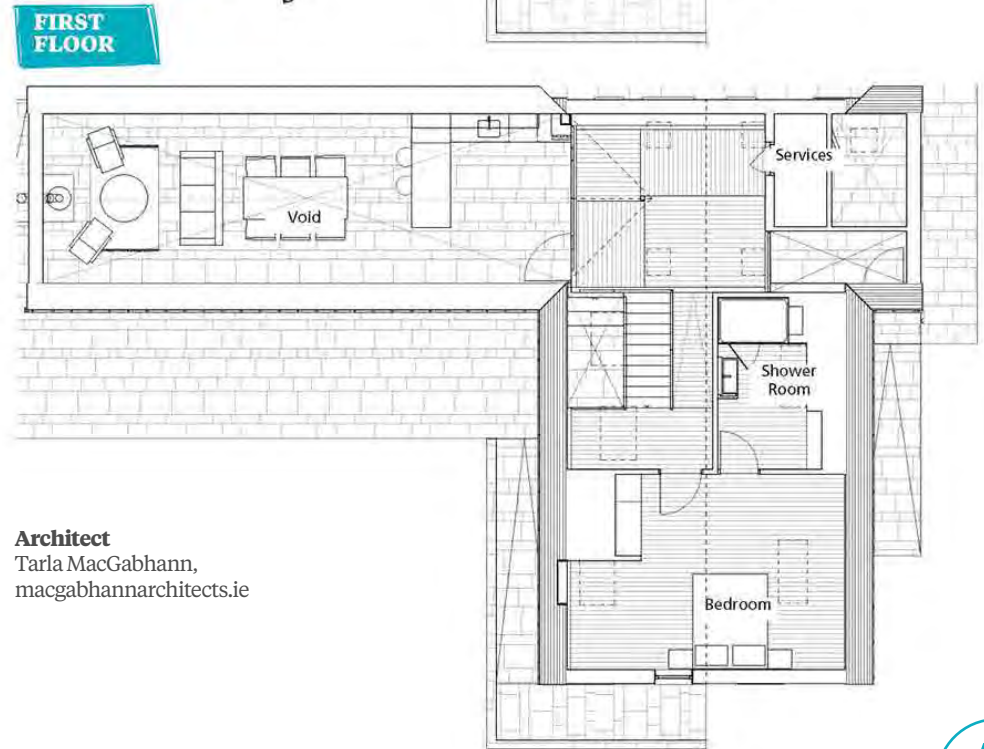 FIRST
FLOOR
Services
Void
Shower
Room
Bedroom
Architect
Tarla MacGabhann,
macgabhannarchitects.ie